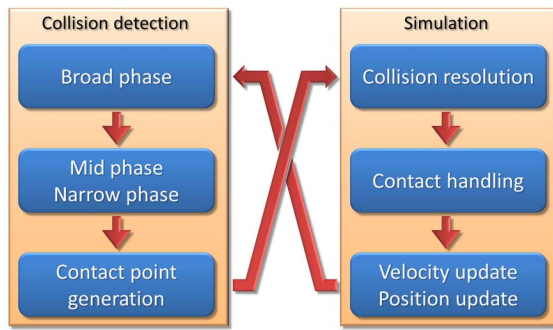 Collision detection
Broad phase
Mid phase
Narrow phase
Contact point
generation
Simulation
Collision resolution
Contact handling
Velocity update
Position update